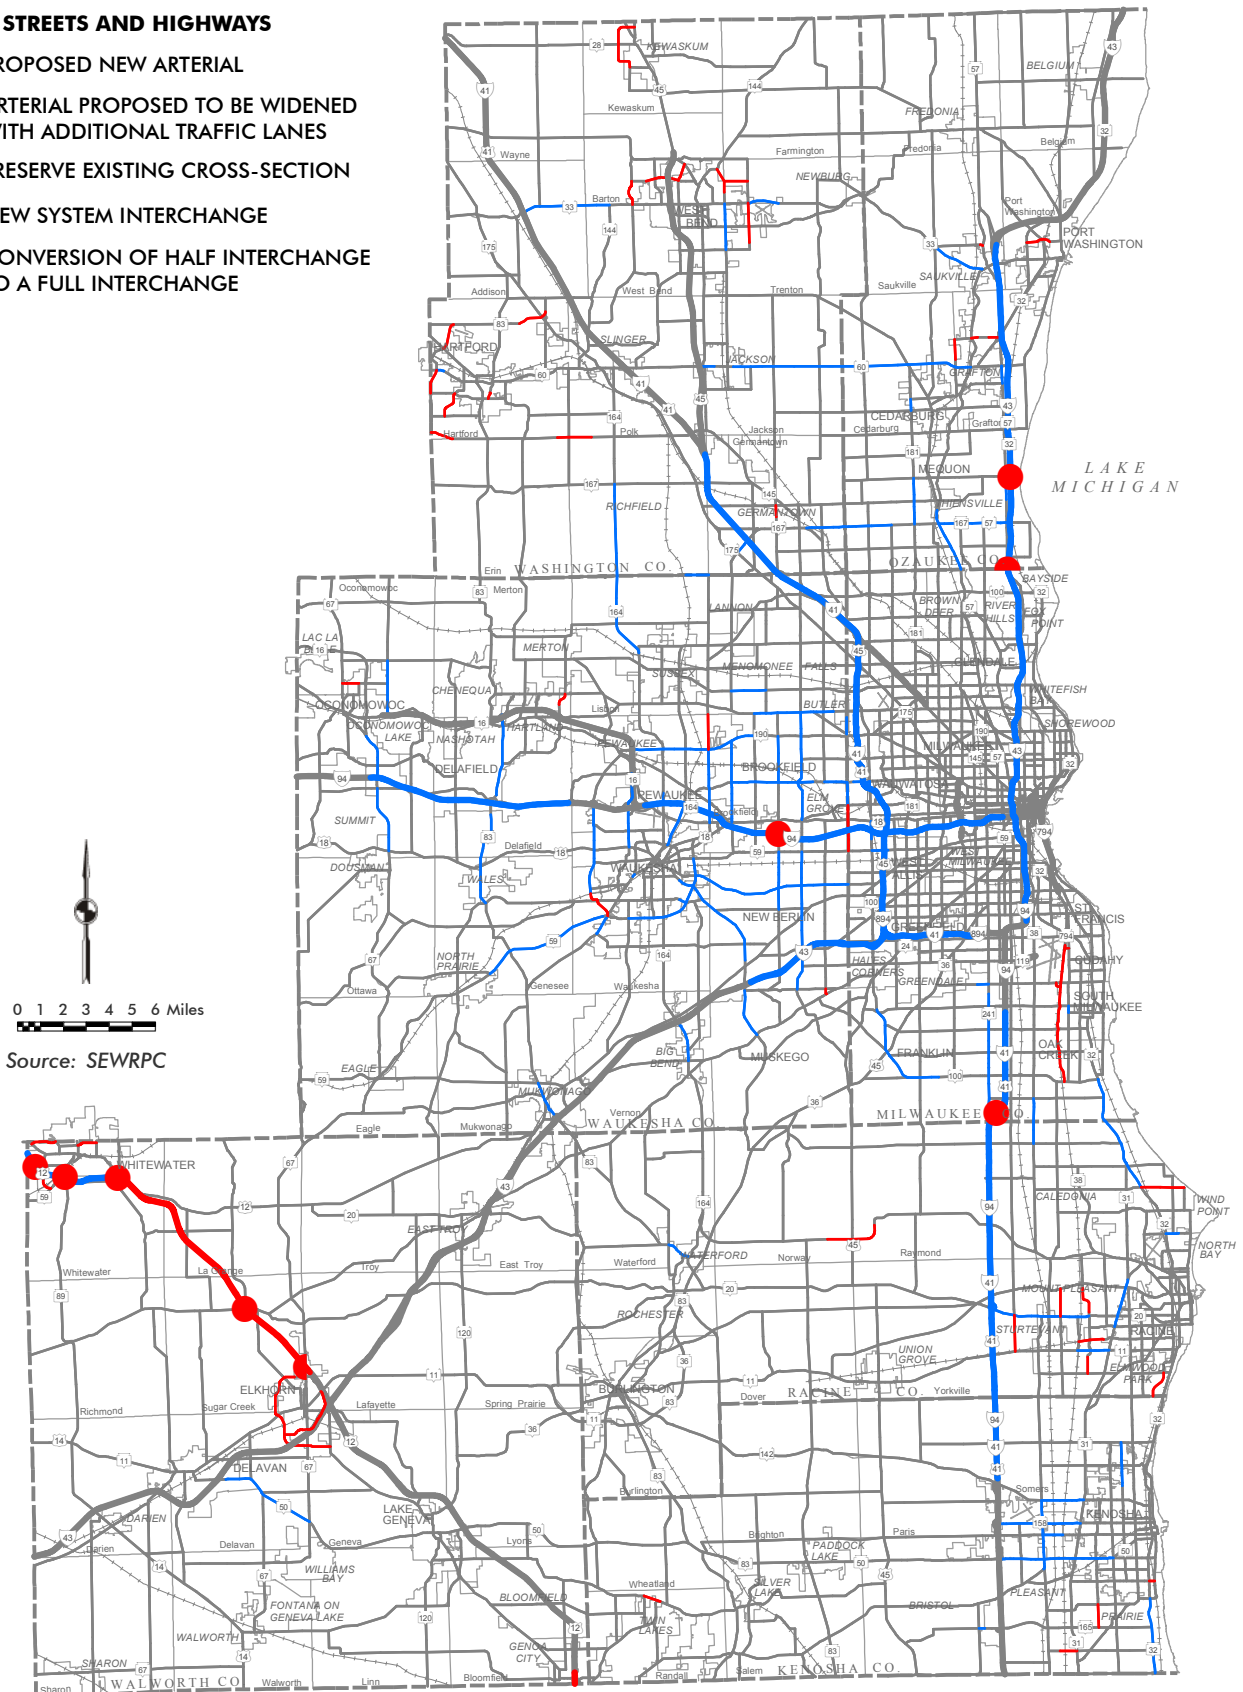 STREETS AND HIGHWAYS
ROPOSED NEW ARTERIAL
RTERIAL PROPOSED TO BE WIDENED
ITH ADDITIONAL TRAFFIC LANES
RESERVE EXISTING CROSS-SECTION
EW SYSTEM INTERCHANGE
ONVERSION OF HALF INTERCHANGE
O A FULL INTERCHANGE
KEWASKUM
Kewaskum
Wayne
BELGIUM
FREDONIA
Belgium
Fredonia
Farmington
NEWBURG
Barton
WEST
BEND
Port
Washington
PORT
WASHINGTON
SAUKVILLE
Saukville
Addison
West Bend
Trenton
SLINGER
HARTFORD
JACKSON
GRAFTON
CEDARBURG
Cedarburg
Grafton
Hartford
Polk
Jackson
Germantown
MEQUON
LAKE
MICHIGAN
RICHFIELD
GERMANTOWN
THIENSVILLE
Erin
WASHINGTON CO.
OZAUKEE CO.
BAYSIDE
Oconomowoc
Merton
LANNON
BROWN
DEER
RIVER
HILLS
FOX
POINT
LAC LA
BELLE
MERTON
SUSSEX
MENOMONEE FALLS
GLENDALE
CHENEQUA
WHITEFISH
BAY
OCONOMOWOC
OCONOMOWOC
LAKE
NASHOTAH
HARTLAND
Lisbon
BUTLER
SHOREWOOD
PEWAUKEE
MILWAUKEE
DELAFIELD
BROOKFIELD
WAUWATOSA
PEWAUKEE
ELM
GROVE
Brookfield
SUMMIT
Delafield
DOUSMAN
WALES
WAUKESHA
WEST
MILWAUKEE
WEST
ALLIS
NEW BERLIN
GREENFIELD
ST.
FRANCIS
NORTH
PRAIRIE
HALES
CORNERS
GREENDALE
CUDAHY
Ottawa
Genesee
Waukesha
SOUTH
MILWAUKEE
0 1 2 3 4 5 6 Miles
Source: SEWRPC
EAGLE
BIG
BEND
MUSKEGO
FRANKLIN
OAK
CREEK
MUKWONAGO
Vernon
Eagle
Mukwonago
WAUKESHA CO.
MILWAUKEE CO.
WHITEWATER
CALEDONIA
WIND
POINT
NORTH
BAY
EAST TROY
Whitewater
La Grange
Troy
East Troy
Waterford
WATERFORD
Norway
Raymond
ROCHESTER
MOUNT PLEASANT
STURTEVANT
RACINE
UNION
GROVE
ELMWOOD
PARK
ELKHORN
BURLINGTON
Richmond
Sugar Creek
Lafayette
Spring Prairie
Dover
RACINE CO.
Yorkville
DELAVAN
LAKE
GENEVA
Burlington
Somers
KENOSHA
DARIEN
Darien
Delavan
Geneva
Lyons
Brighton
Paris
PADDOCK
LAKE
WILLIAMS
BAY
FONTANA ON
GENEVA LAKE
BLOOMFIELD
Wheatland
SILVER
LAKE
TWIN
LAKES
BRISTOL
PLEASANT
PRAIRIE
WALWORTH
GENOA
CITY
SHARON
Sharon
WALWORTH CO.
Walworth
Linn
Bloomfield
Randall
Salem
KENOSHA CO.